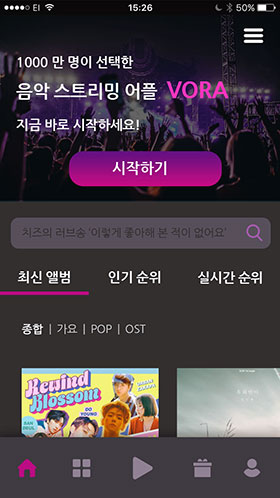 EI 15:26 50%
1000 만 명이 선택한
음악 스트리밍 어플 VORA
지금 바로 시작하세요!
시작하기
치즈의 러브송 '이렇게 좋아해 본 적이 없어요'
최신 앨범 인기 순위 실시간 순위
종합 | 가요 | POP | OST
Rewind
Blossom
DO YOUNG